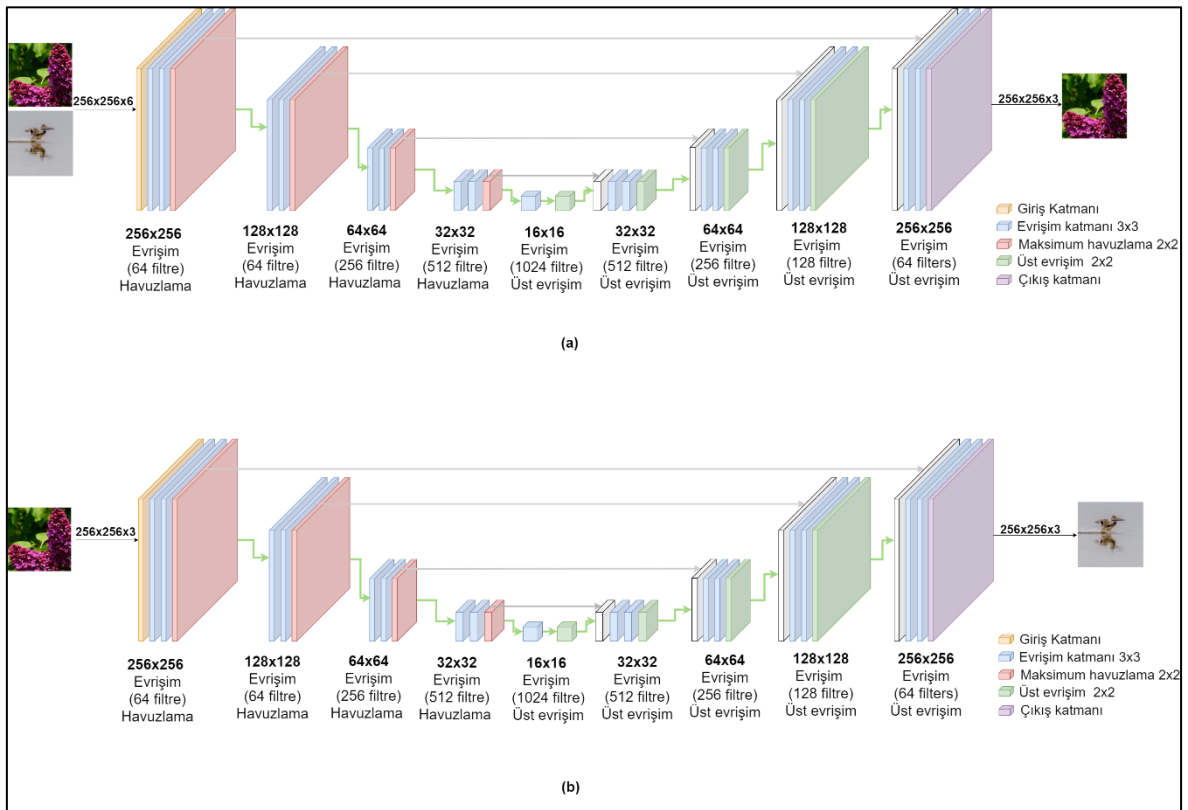 256x256x6
256x256x3
256x256
Evrişim
(64 filtre)
Havuzlama
128x128
Evrişim
(64 filtre)
Havuzlama
64x64
Evrişim
(256 filtre)
Havuzlama
32x32
Evrişim
(512 filtre)
Havuzlama
16x16
Evrişim
(1024 filtre)
Üst evrişim
32x32
Evrişim
(512 filtre)
Üst evrişim
64x64
Evrişim
(256 filtre)
Üst evrişim
128x128
Evrişim
(128 filtre)
Üst evrişim
256x256
Evrişim
(64 filters)
Üst evrişim
Giriş Katmanı
Evrişim katmanı 3x3
Maksimum havuzlama 2x2
Üst evrişim 2x2
Çıkış katmanı
(a)
256x256x3
256x256x3
256x256
Evrişim
(64 filtre)
Havuzlama
128x128
Evrişim
(64 filtre)
Havuzlama
64x64
Evrişim
(256 filtre)
Havuzlama
32x32
Evrişim
(512 filtre)
Havuzlama
16x16
Evrişim
(1024 filtre)
Üst evrişim
32x32
Evrişim
(512 filtre)
Üst evrişim
64x64
Evrişim
(256 filtre)
Üst evrişim
128x128
Evrişim
(128 filtre)
Üst evrişim
256x256
Evrişim
(64 filters)
Üst evrişim
Giriş Katmanı
Evrişim katmanı 3x3
Maksimum havuzlama 2x2
Üst evrişim 2x2
Çıkış katmanı
(b)